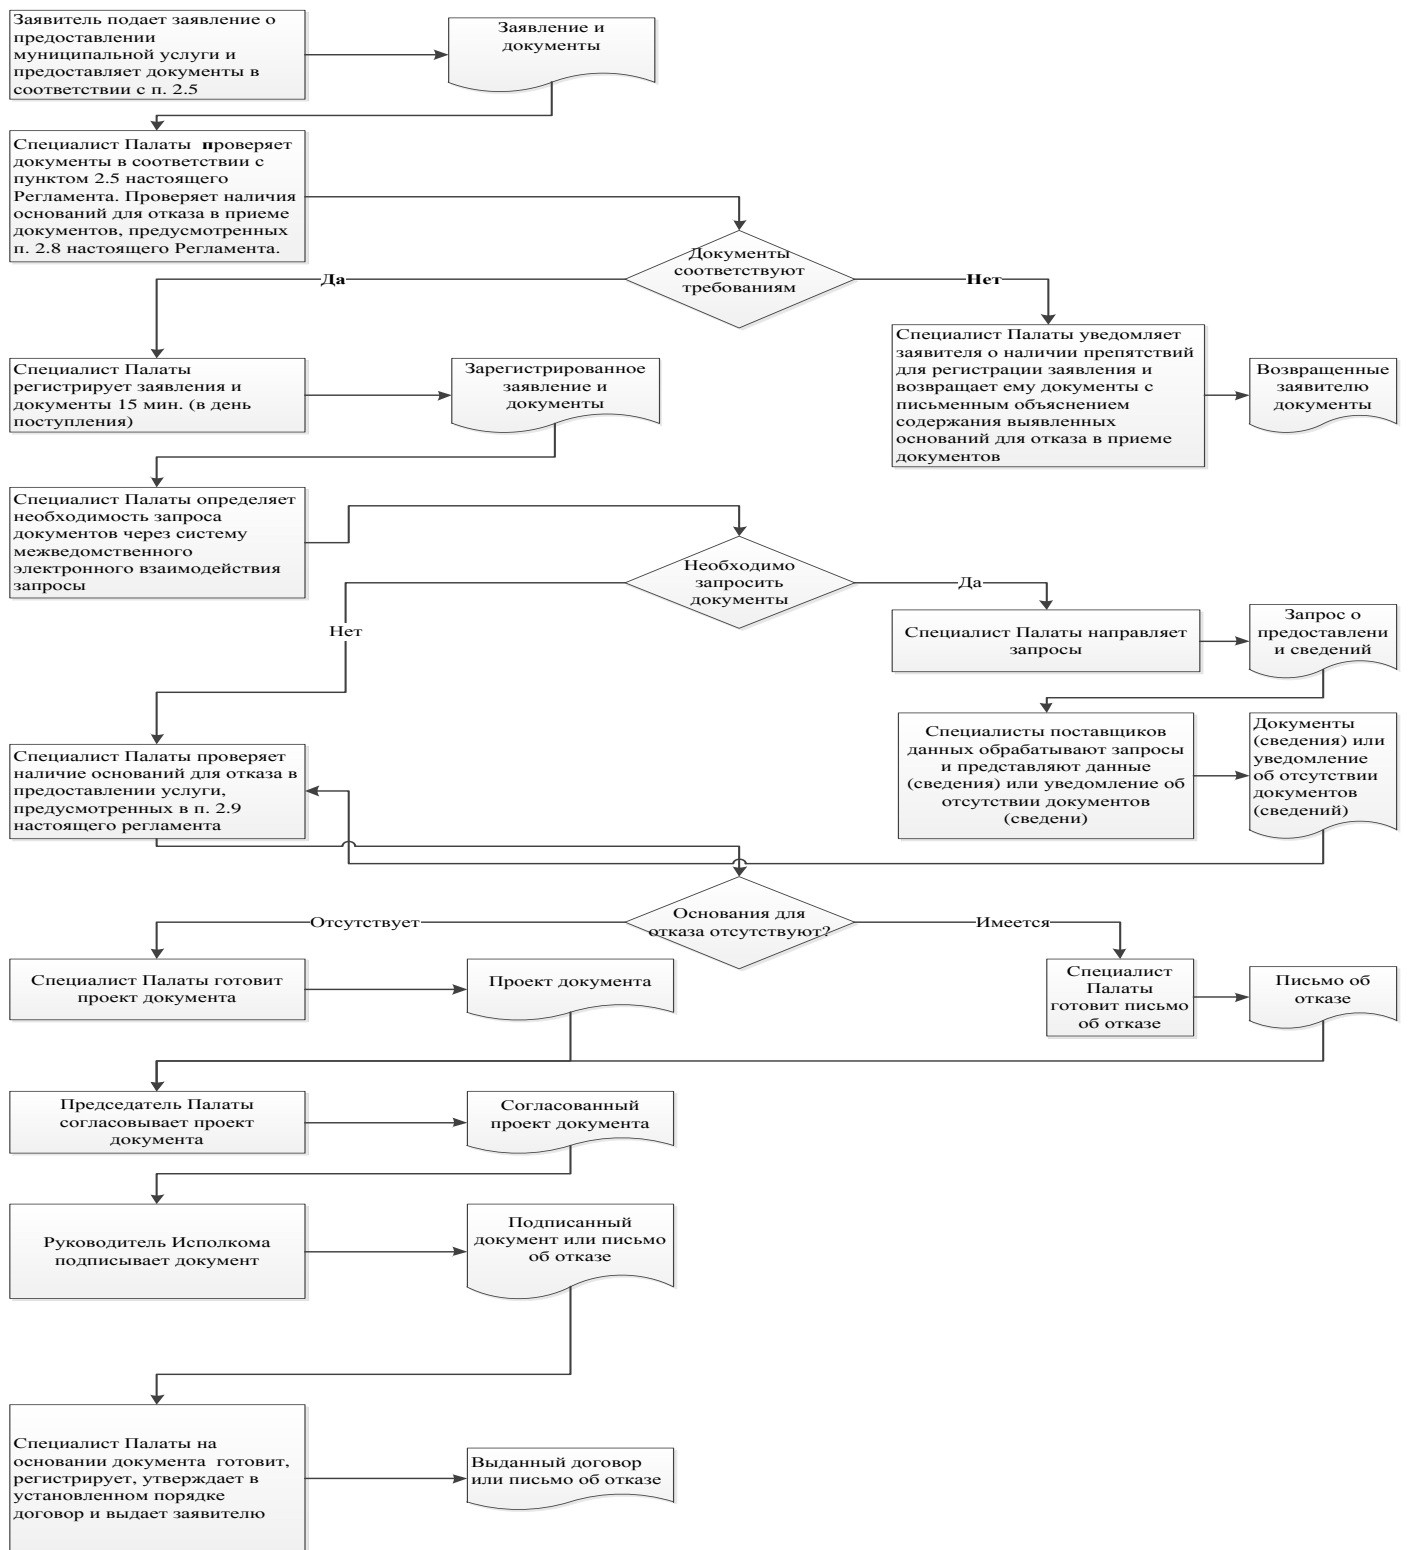 Заявитель подает заявление о
предоставлении
муниципальной услуги и
предоставляет документы в
соответствии с п. 2.5
Заявление и
документы
Специалист Палаты проверяет
документы в соответствии с
пунктом 2.5 настоящего
Регламента. Проверяет наличия
оснований для отказа в приеме
документов, предусмотренных
п. 2.8 настоящего Регламента.
Документы
соответствуют
требованиям
Да
Нет
Специалист Палаты
регистрирует заявления и
документы 15 мин. (в день
поступления)
Зарегистрированное
заявление и
документы
Специалист Палаты уведомляет
заявителя о наличии препятствий
для регистрации заявления и
возвращает ему документы с
письменным объяснением
содержания выявленных
оснований для отказа в приеме
документов
Возвращенные
заявителю
документы
Специалист Палаты определяет
необходимость запроса
документов через систему
межведомственного
электронного взаимодействия
запросы
Необходимо
запросить
документы
Да
Нет
Специалист Палаты направляет
запросы
Запрос о
предоставлени
и сведений
Специалисты поставщиков
данных обрабатывают запросы
и представляют данные
(сведения) или уведомление об
отсутствии документов
(сведени)
Документы
(сведения) или
уведомление
об отсутствии
документов
(сведений)
Специалист Палаты проверяет
наличие оснований для отказа в
предоставлении услуги,
предусмотренных в п. 2.9
настоящего регламента
Основания для
отказа отсутствуют?
Отсутствует
Имеется
Специалист Палаты готовит
проект документа
Проект документа
Специалист
Палаты
готовит письмо
об отказе
Письмо об
отказе
Председатель Палаты
согласовывает проект
документа
Согласованный
проект документа
Руководитель Исполкома
подписывает документ
Подписанный
документ или письмо
об отказе
Специалист Палаты на
основании документа готовит,
регистрирует, утверждает в
установленном порядке
договор и выдает заявителю
Выданный договор
или письмо об отказе